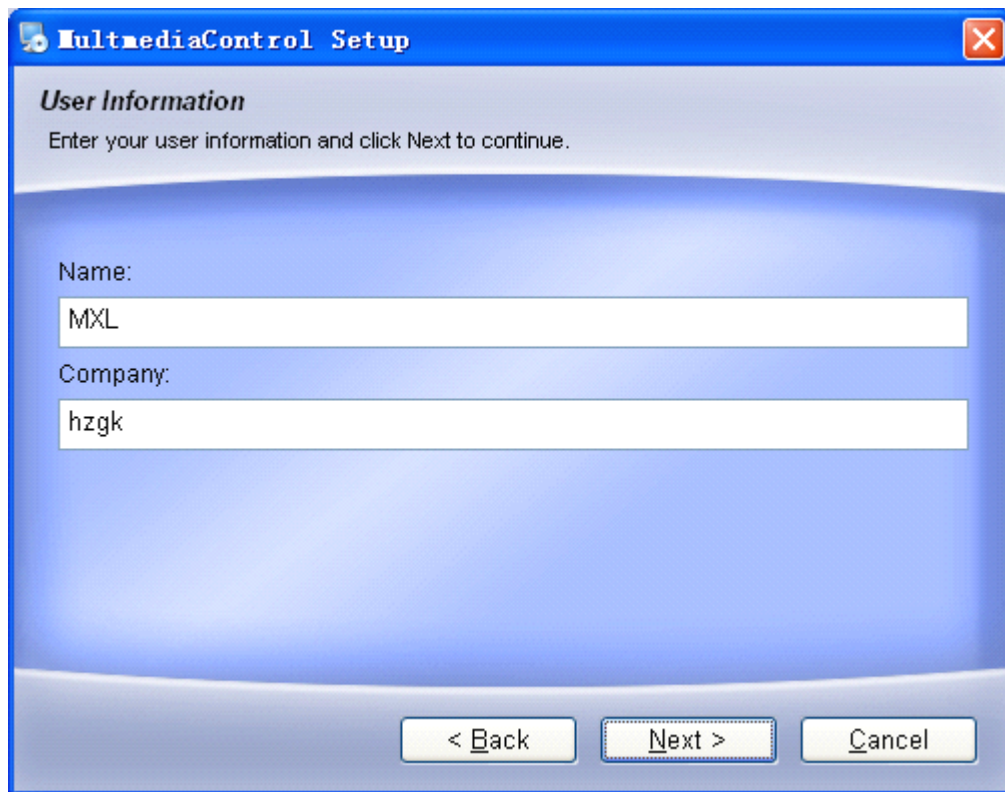 MultmediaControl Setup
User Information
Enter your user information and click Next to continue.
Name:
MXL
Company:
hzgk
< Back
Next >
Cancel